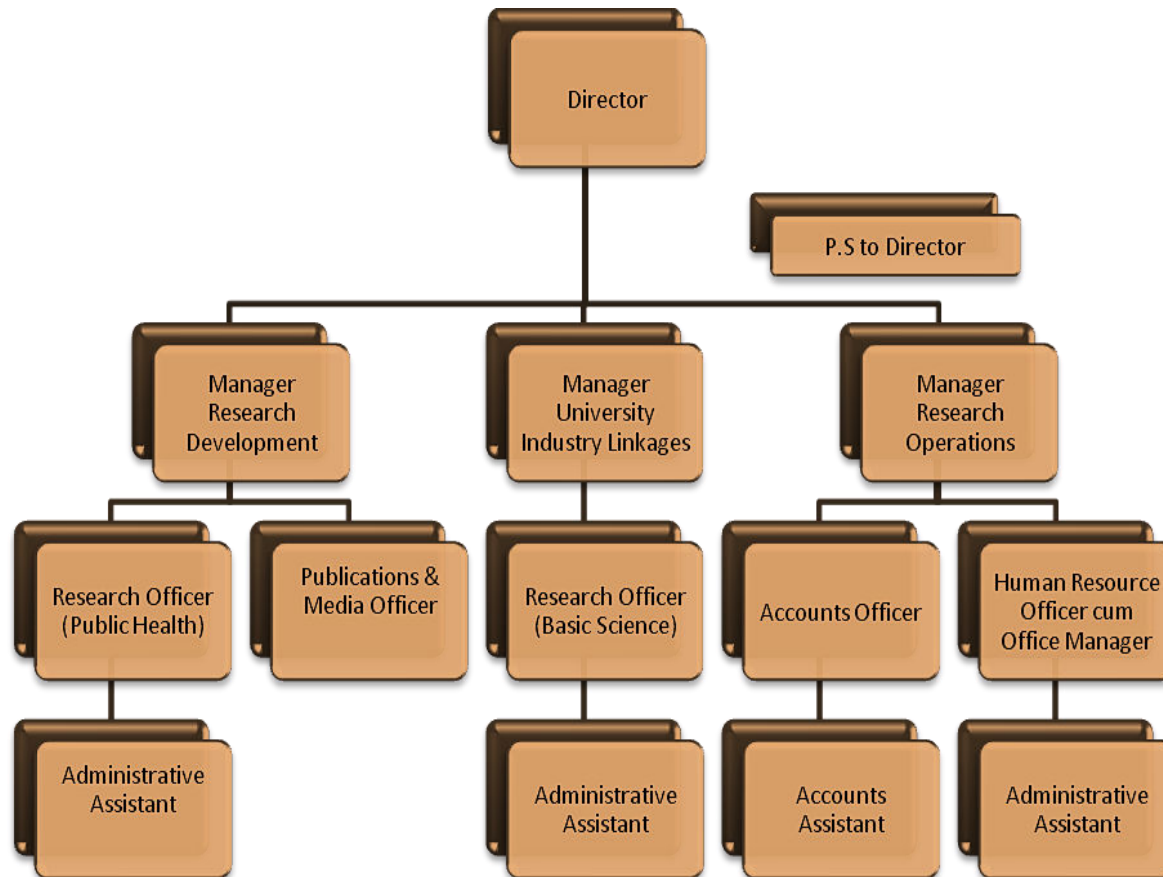 Director
P.S to Director
Manager
Research
Development
Manager
University
Industry Linkages
Manager
Research
Operations
Research Officer
(Public Health)
Publications &
Media Officer
Research Officer
(Basic Science)
Accounts Officer
Human Resource
Officer cum
Office Manager
Administrative
Assistant
Administrative
Assistant
Accounts
Assistant
Administrative
Assistant